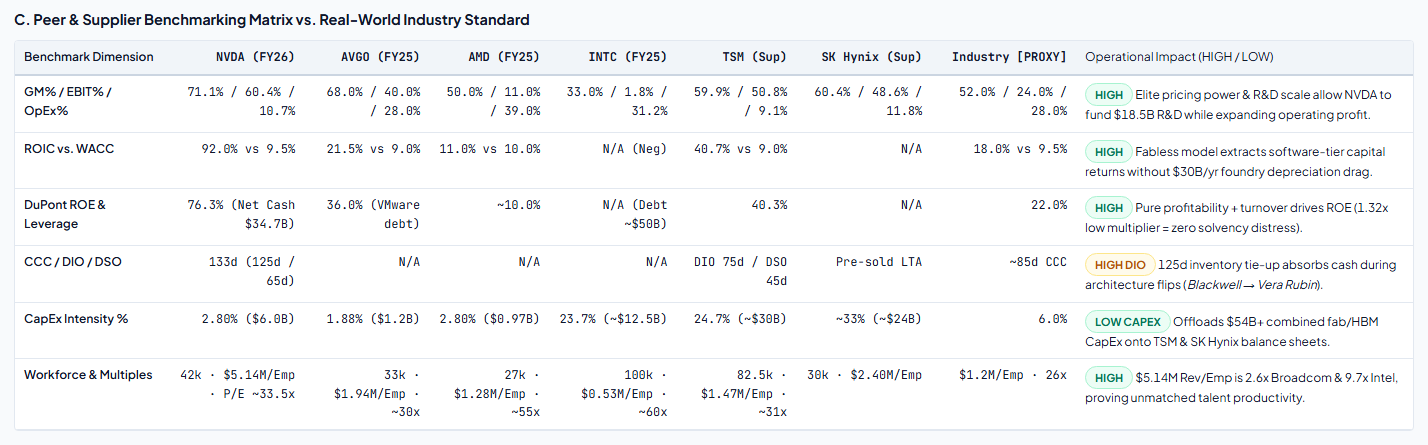 C. Peer & Supplier Benchmarking Matrix vs. Real-World Industry Standard
Benchmark Dimension NVDA (FY26) AVGO (FY25) AMD (FY25) INTC (FY25) TSM (Sup) SK Hynix (Sup) Industry [PROXY] Operational Impact (HIGH / LOW)
GM% / EBIT% / 71.1% / 60.4% / 68.0% / 40.0% 50.0% / 11.0% 33.0% / 1.8% / 59.9% / 50.8% 60.4% / 48.6% / 52.0% / 24.0% / HIGH Elite pricing power & R&D scale allow NVDA to
OpEx% 10.7% / 28.0% / 39.0% 31.2% / 9.1% 11.8% 28.0% fund $18.5B R&D while expanding operating profit.
ROIC vs. WACC 92.0% vs 9.5% 21.5% vs 9.0% 11.0% vs 10.0% N/A (Neg) 40.7% vs 9.0% N/A 18.0% vs 9.5% HIGH Fabless model extracts software-tier capital
returns without $30B/yr foundry depreciation drag.
DuPont ROE & 76.3% (Net Cash 36.0% (VMware ~10.0% N/A (Debt 40.3% N/A 22.0% HIGH Pure profitability + turnover drives ROE (1.32x
Leverage $34.7B) debt) ~$50B) low multiplier = zero solvency distress).
CCC / DIO / DSO 133d (125d / N/A N/A N/A DIO 75d / DSO Pre-sold LTA ~85d CCC HIGH DIO 125d inventory tie-up absorbs cash during
65d) 45d architecture flips (Blackwell → Vera Rubin).
CapEx Intensity % 2.80% ($6.0B) 1.88% ($1.2B) 2.80% ($0.97B) 23.7% (~$12.5B) 24.7% (~$30B) ~33% (~$24B) 6.0% LOW CAPEX Offloads $54B+ combined fab/HBM
CapEx onto TSM & SK Hynix balance sheets.
Workforce & Multiples 42k · $5.14M/Emp 33k · 27k · 100k · 82.5k · 30k · $2.40M/Emp $1.2M/Emp · 26x HIGH $5.14M Rev/Emp is 2.6x Broadcom & 9.7x Intel,
· P/E ~33.5x $1.94M/Emp · $1.28M/Emp · $0.53M/Emp · $1.47M/Emp · proving unmatched talent productivity.
~30x ~55x ~60x ~31x